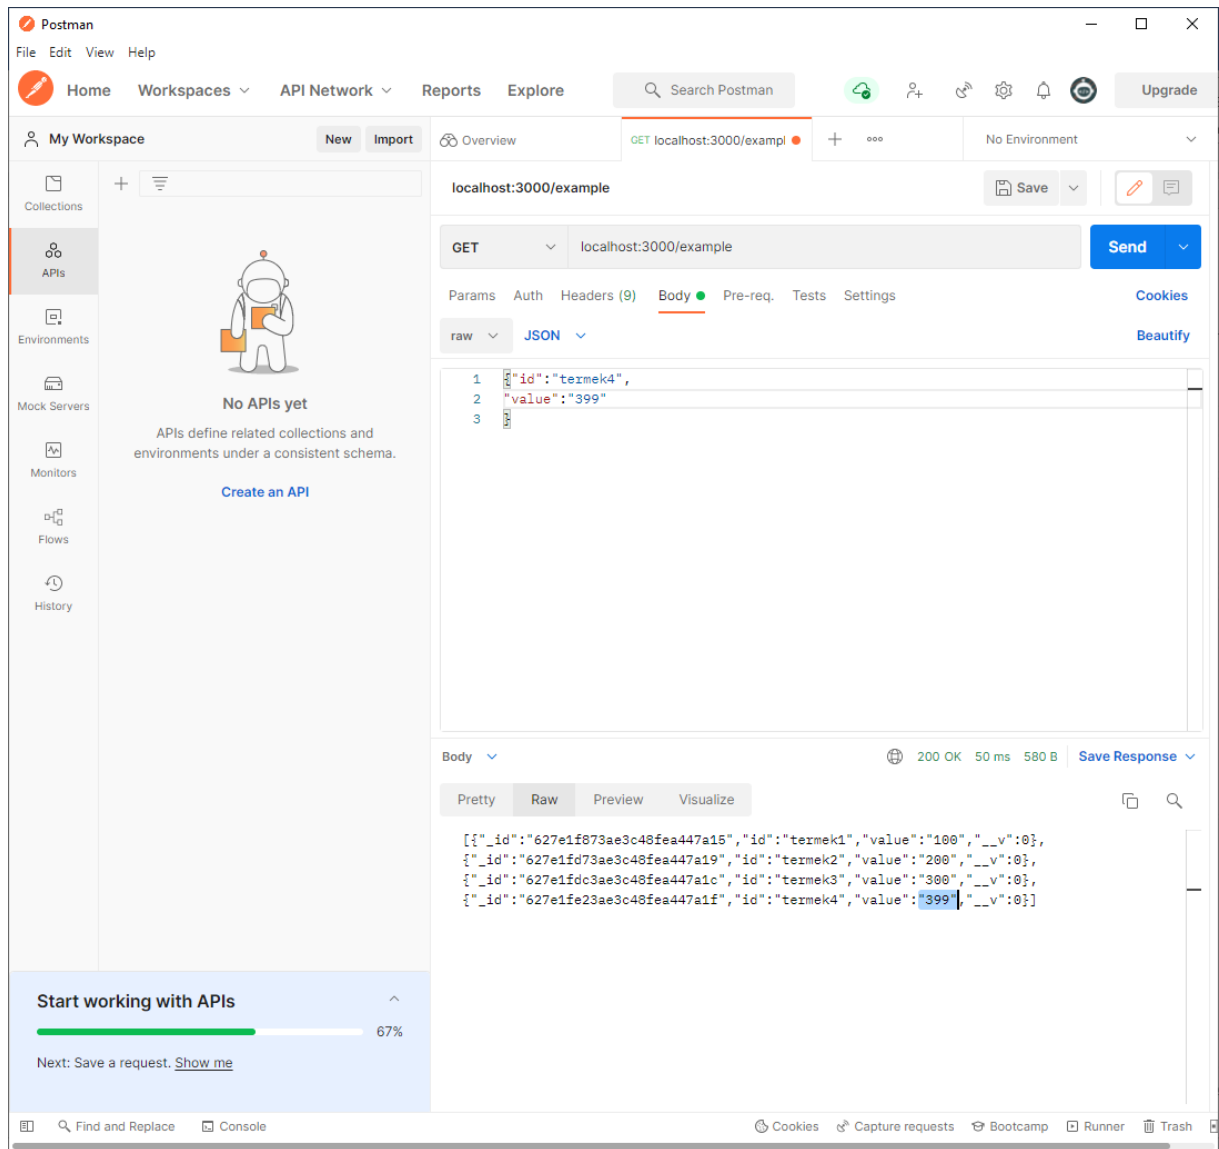 Postman
File Edit View Help
Home Workspaces API Network Reports Explore Search Postman Upgrade
My Workspace New Import Overview GET localhost:3000/exampl No Environment
Collections
APIs
Environments
Mock Servers
Monitors
Flows
History
No APIs yet
APIs define related collections and
environments under a consistent schema.
Create an API
Start working with APIs
67%
Next: Save a request. Show me
localhost:3000/example Save
GET localhost:3000/example Send
Params Auth Headers (9) Body Pre-req. Tests Settings Cookies
raw JSON Beautify
1 {"id":"termek4",
2 "value":"399"
3 }
Body 200 OK 50 ms 580 B Save Response
Pretty Raw Preview Visualize
[{"_id":"627e1f873ae3c48fea447a15","id":"termek1","value":"100","__v":0},
{"_id":"627e1fd73ae3c48fea447a19","id":"termek2","value":"200","__v":0},
{"_id":"627e1fdc3ae3c48fea447a1c","id":"termek3","value":"300","__v":0},
{"_id":"627e1fe23ae3c48fea447a1f","id":"termek4","value":"399","__v":0}]
Find and Replace Console Cookies Capture requests Bootcamp Runner Trash